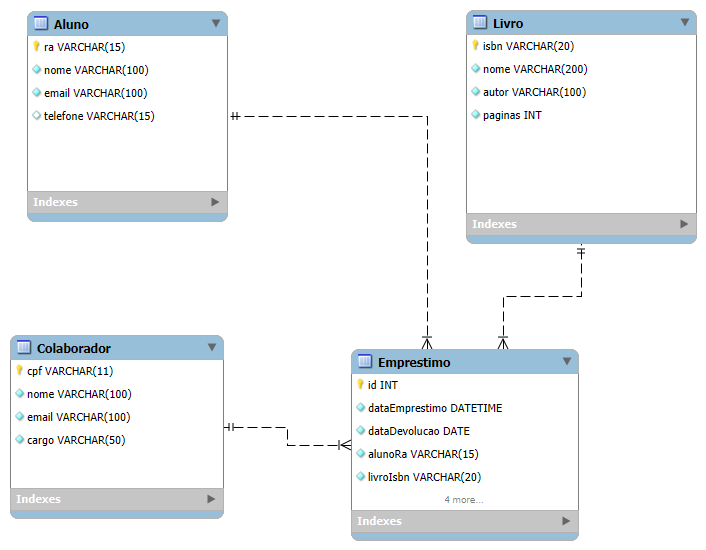 Aluno
ra VARCHAR(15)
nome VARCHAR(100)
email VARCHAR(100)
telefone VARCHAR(15)
Indexes
Livro
isbn VARCHAR(20)
nome VARCHAR(200)
autor VARCHAR(100)
paginas INT
Indexes
Colaborador
cpf VARCHAR(11)
nome VARCHAR(100)
email VARCHAR(100)
cargo VARCHAR(50)
Indexes
Emprestimo
id INT
dataEmprestimo DATETIME
dataDevolucao DATE
alunoRa VARCHAR(15)
livroIsbn VARCHAR(20)
4 more...
Indexes